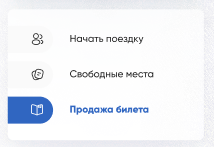 Начать поездку
Свободные места
Продажа билета